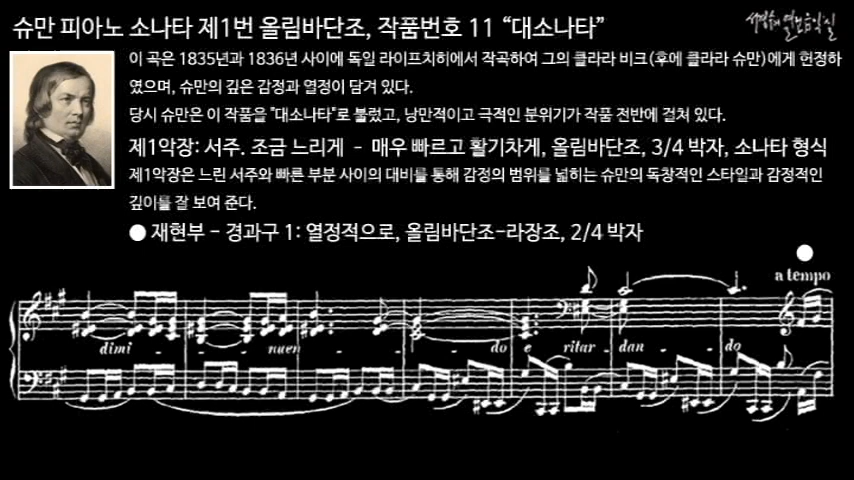 슈만 피아노 소나타 제1번 올림바단조, 작품번호 11 “대소나타”
이 곡은 1835년과 1836년 사이에 독일 라이프치히에서 작곡하여 그의 클라라 비크(후에 클라라 슈만)에게 헌정하
였으며, 슈만의 깊은 감정과 열정이 담겨 있다.
당시 슈만은 이 작품을 "대소나타"로 불렀고, 낭만적이고 극적인 분위기가 작품 전반에 걸쳐 있다.
제1악장: 서주. 조금 느리게 - 매우 빠르고 활기차게, 올림바단조, 3/4 박자, 소나타 형식
제1악장은 느린 서주와 빠른 부분 사이의 대비를 통해 감정의 범위를 넓히는 슈만의 독창적인 스타일과 감정적인
깊이를 잘 보여 준다.
● 재현부 - 경과구 1: 열정적으로, 올림바단조-라장조, 2/4 박자
a tempo
dimi - - nuen - - - do e ritar - dan - - do